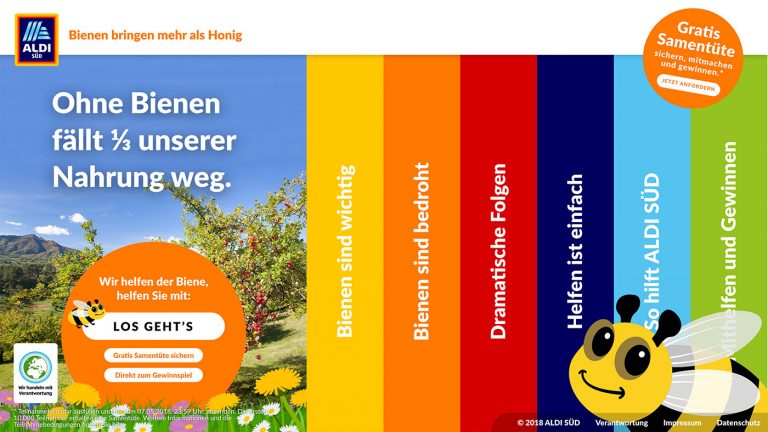 ALDI
SÜD
Bienen bringen mehr als Honig
Gratis
Samentüte
sichern, mitmachen
und gewinnen.*
JETZT ANFORDERN
Ohne Bienen
fällt ⅓ unserer
Nahrung weg.
Wir helfen der Biene,
helfen Sie mit:
LOS GEHT'S
Gratis Samentüte sichern
Direkt zum Gewinnspiel
Wir handeln mit
Verantwortung
Bienen sind wichtig
Bienen sind bedroht
Dramatische Folgen
Helfen ist einfach
So hilft ALDI SÜD
Mithelfen und Gewinnen
* Teilnahmeformular ausfüllen und bis zum 07.05.2018, 23:59 Uhr absenden. Die ersten
10.000 Teilnehmer erhalten eine Samentüte. Weitere Informationen und die
Teilnahmebedingungen finden Sie hier.
© 2018 ALDI SÜD
Verantwortung
Impressum
Datenschutz